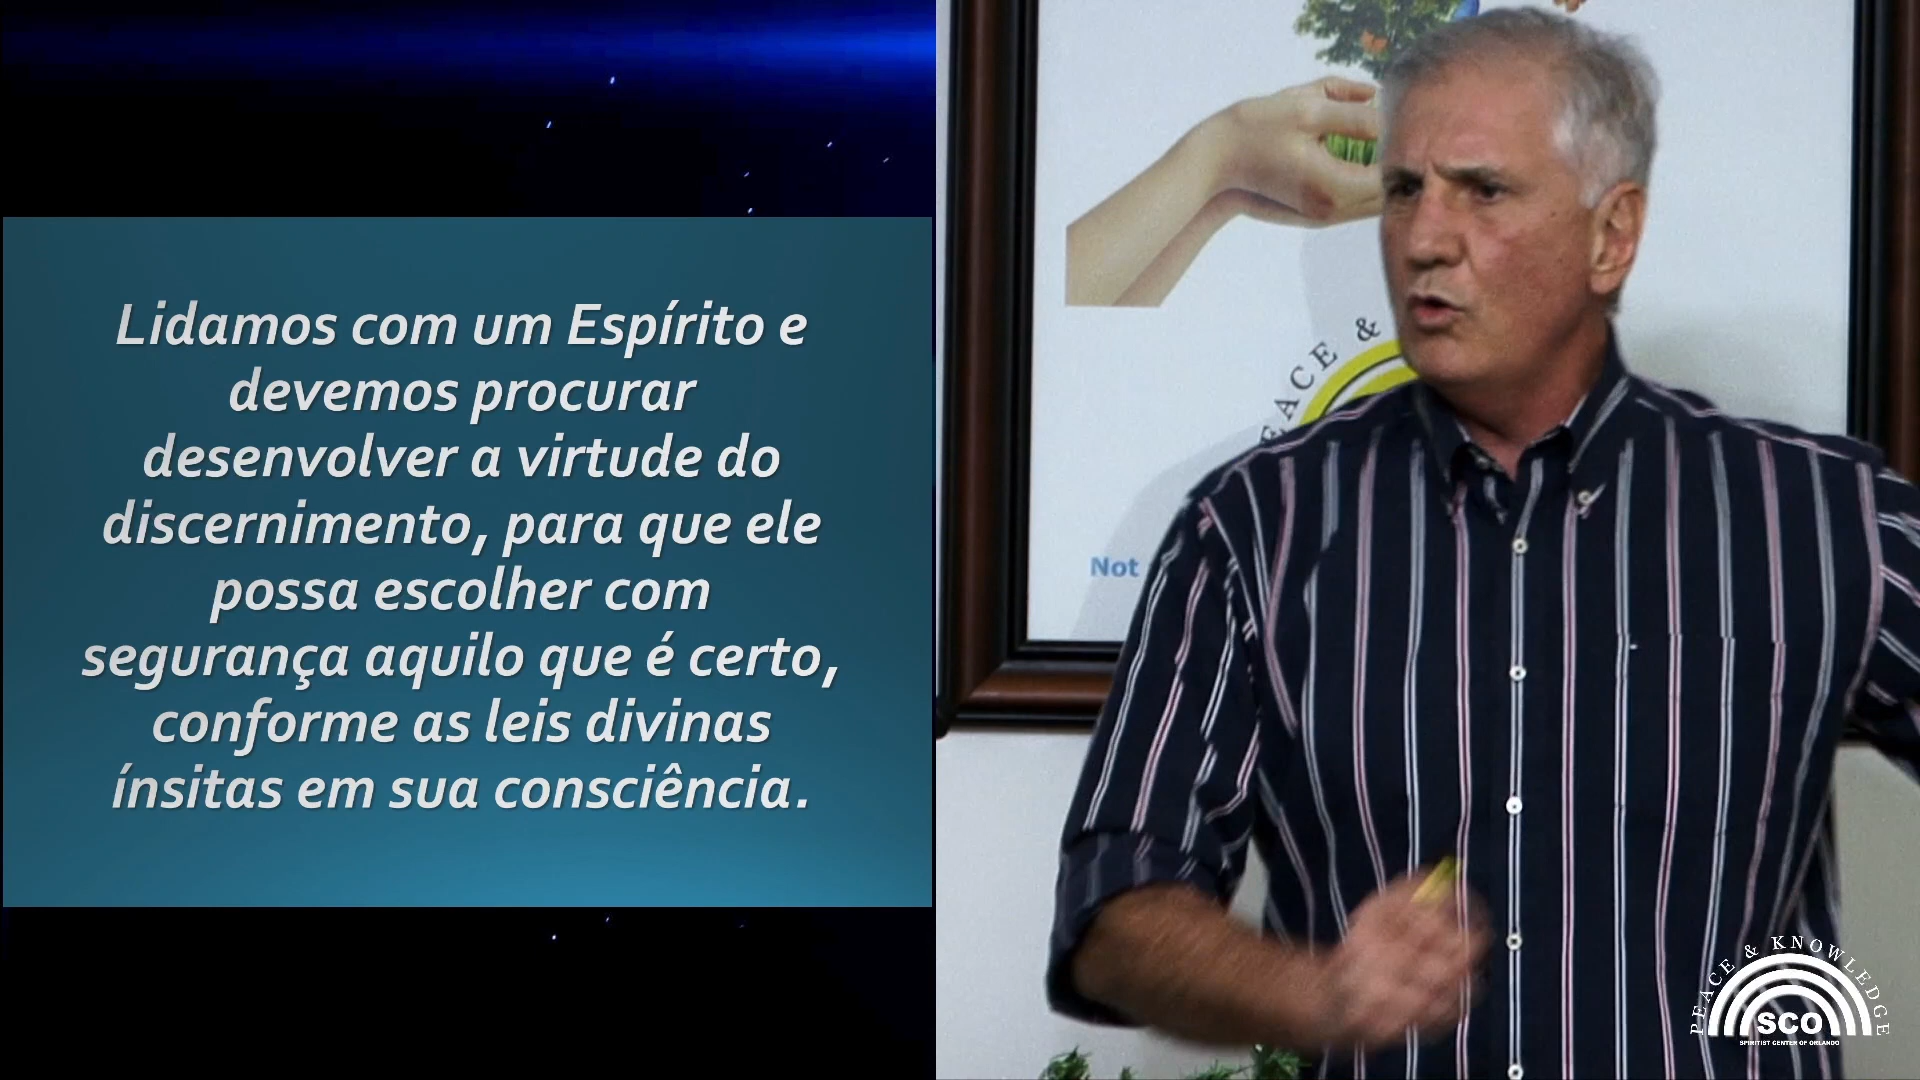 Lidamos com um Espírito e
devemos procurar
desenvolver a virtude do
discernimento, para que ele
possa escolher com
segurança aquilo que é certo,
conforme as leis divinas
ínsitas em sua consciência.
EACE &
Not
PEACE & KNOWLEDGE
SCO
SPIRITIST CENTER OF ORLANDO